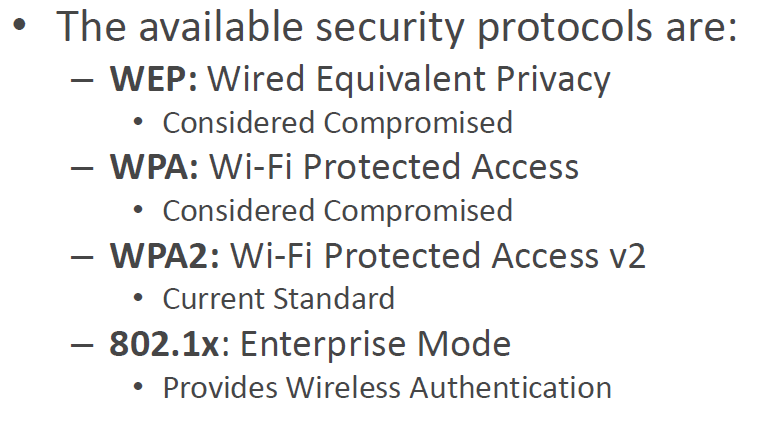 • The available security protocols are:
– WEP: Wired Equivalent Privacy
• Considered Compromised
– WPA: Wi-Fi Protected Access
• Considered Compromised
– WPA2: Wi-Fi Protected Access v2
• Current Standard
– 802.1x: Enterprise Mode
• Provides Wireless Authentication